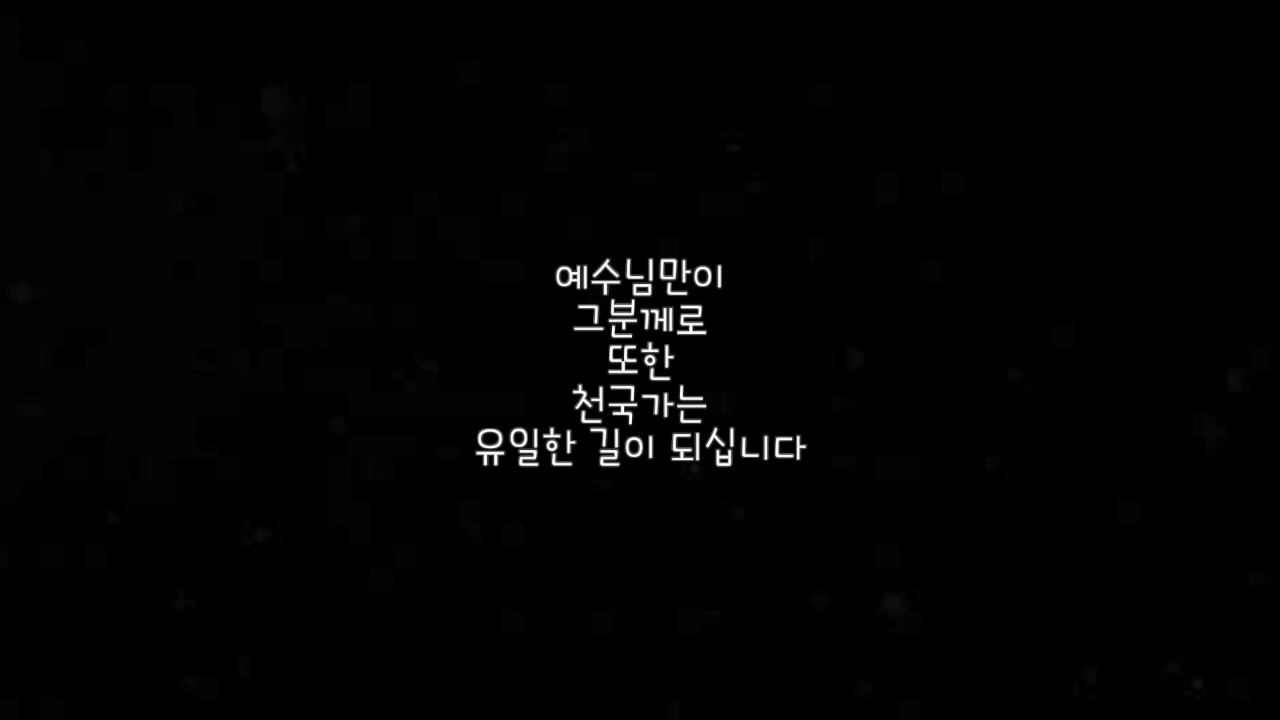 예수님만이
그분께로
또한
천국가는
유일한 길이 되십니다